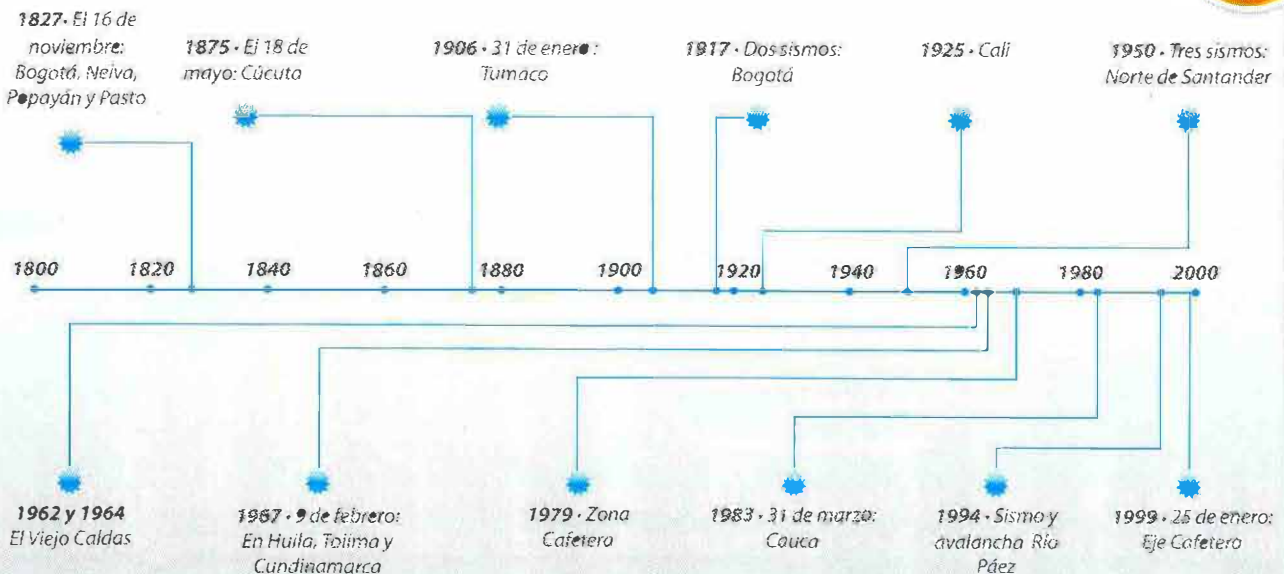 1827 · El 16 de
noviembre:
Bogotá, Neiva,
Popayán y Pasto
1875 · El 18 de
mayo: Cúcuta
1906 · 31 de enero:
Tumaco
1917 · Dos sismos:
Bogotá
1925 · Cali
1950 · Tres sismos:
Norte de Santander
1800 1820 1840 1860 1880 1900 1920 1940 1960 1980 2000
1962 y 1964
El Viejo Caldas
1967 · 9 de febrero:
En Huila, Tolima y
Cundinamarca
1979 · Zona
Cafetera
1983 · 31 de marzo:
Cauca
1994 · Sismo y
avalancha Río
Páez
1999 · 25 de enero:
Eje Cafetero